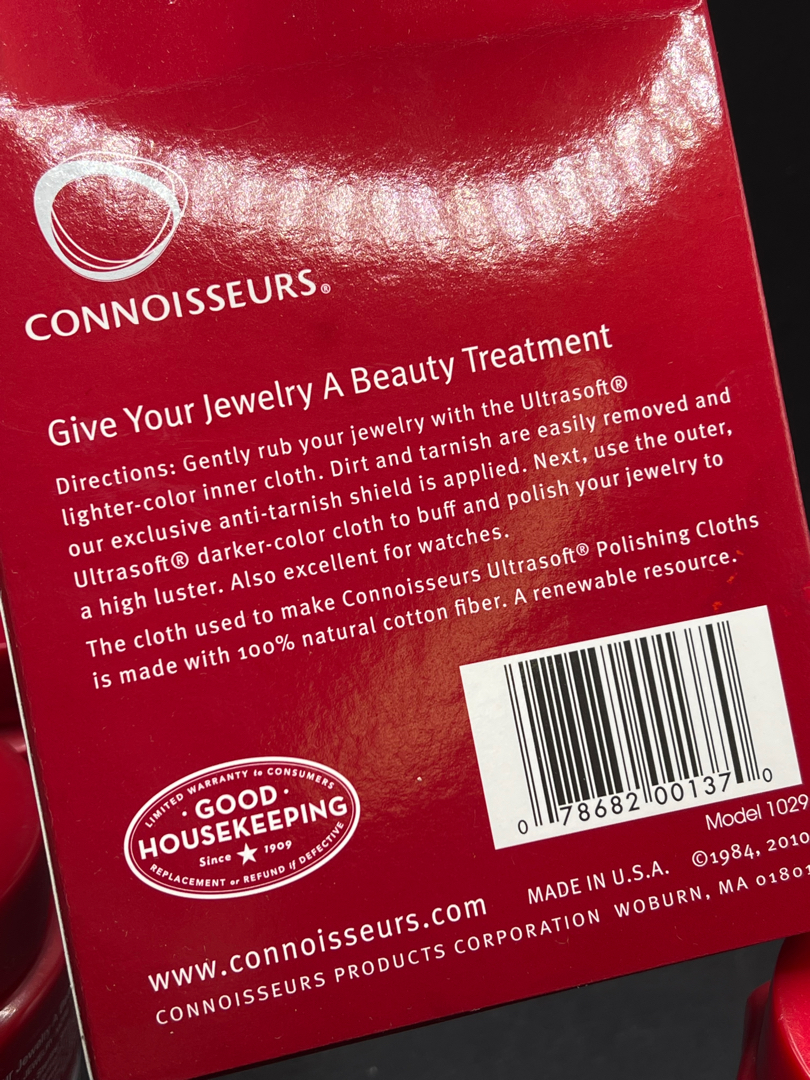 CONNOISSEURS®
Give Your Jewelry A Beauty Treatment
Directions: Gently rub your jewelry with the Ultrasoft®
lighter-color inner cloth. Dirt and tarnish are easily removed and
our exclusive anti-tarnish shield is applied. Next, use the outer,
Ultrasoft® darker-color cloth to buff and polish your jewelry to
a high luster. Also excellent for watches.
The cloth used to make Connoisseurs Ultrasoft® Polishing Cloths
is made with 100% natural cotton fiber. A renewable resource.
0 78682 00137 0
Model 1029
LIMITED WARRANTY to CONSUMERS
· GOOD ·
HOUSEKEEPING
Since ★ 1909
REPLACEMENT or REFUND if DEFECTIVE
MADE IN U.S.A. ©1984, 2010
www.connoisseurs.com
CONNOISSEURS PRODUCTS CORPORATION WOBURN, MA 01801